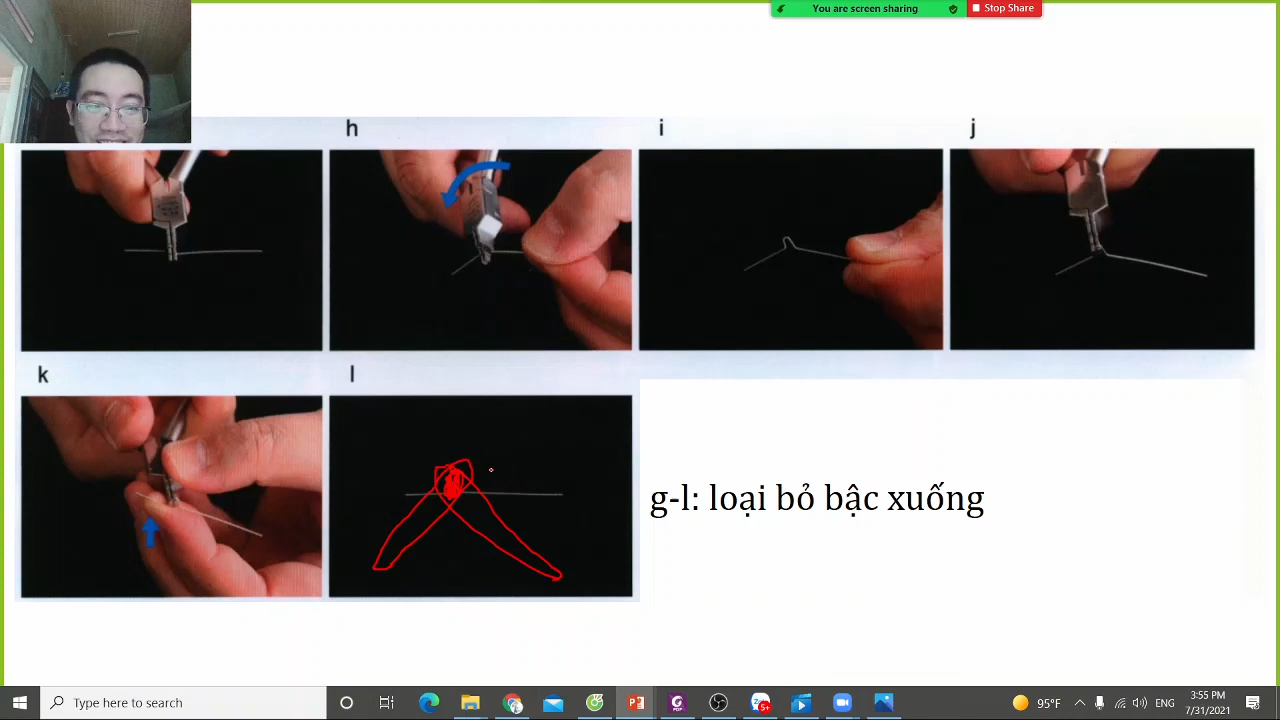 You are screen sharing
Stop Share
h
i
j
k
l
g-l: loại bỏ bậc xuống
Type here to search
95°F
ENG
3:55 PM
7/31/2021